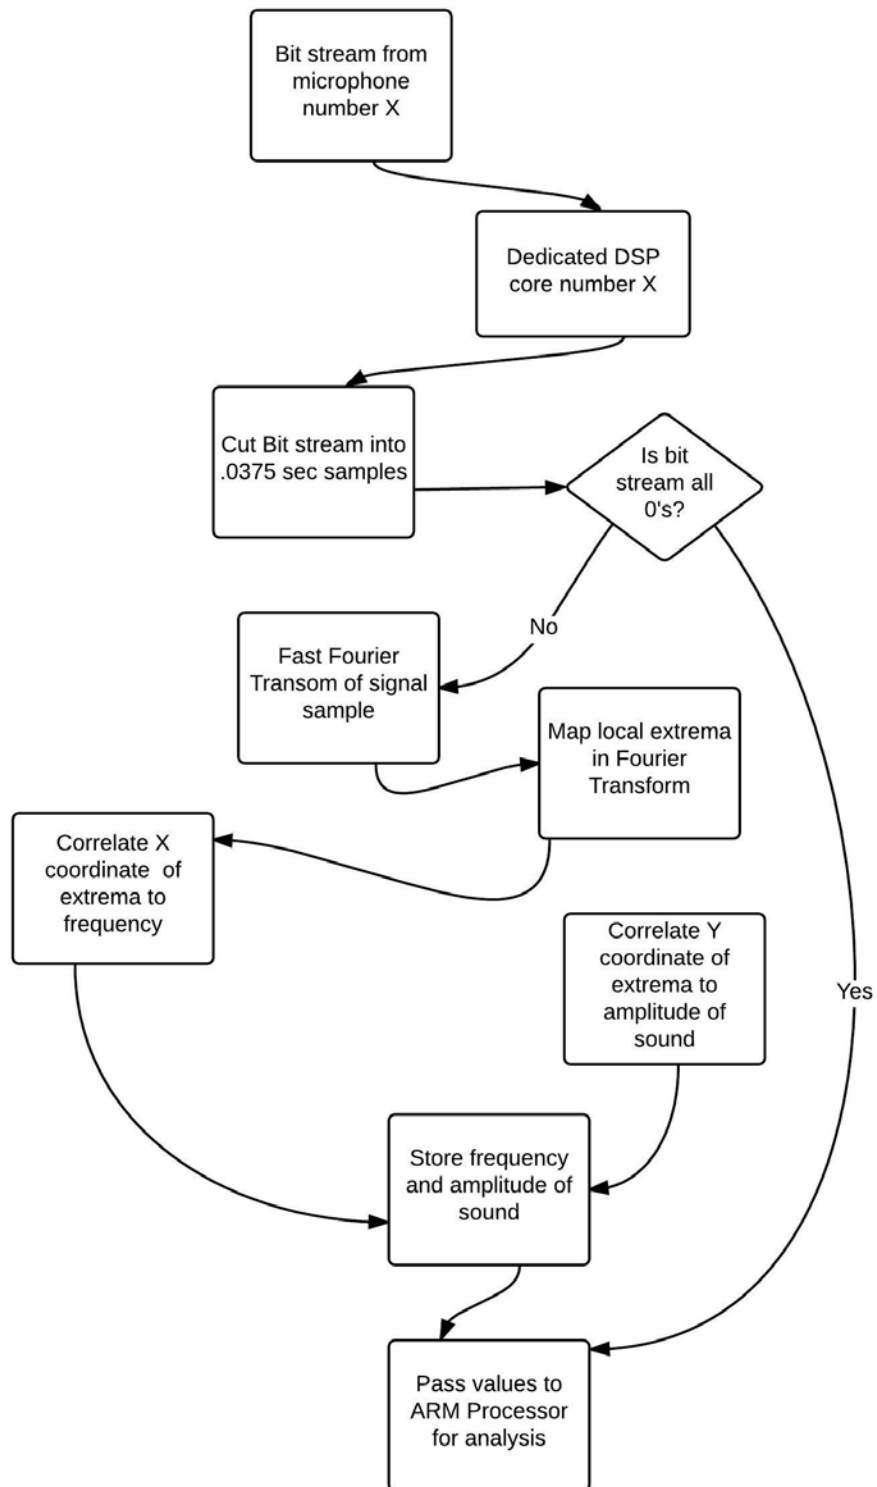 Bit stream from
microphone
number X
Dedicated DSP
core number X
Cut Bit stream into
.0375 sec samples
Is bit
stream all
0's?
No
Fast Fourier
Transom of signal
sample
Map local extrema
in Fourier
Transform
Correlate X
coordinate of
extrema to
frequency
Correlate Y
coordinate of
extrema to
amplitude of
sound
Yes
Store frequency
and amplitude of
sound
Pass values to
ARM Processor
for analysis